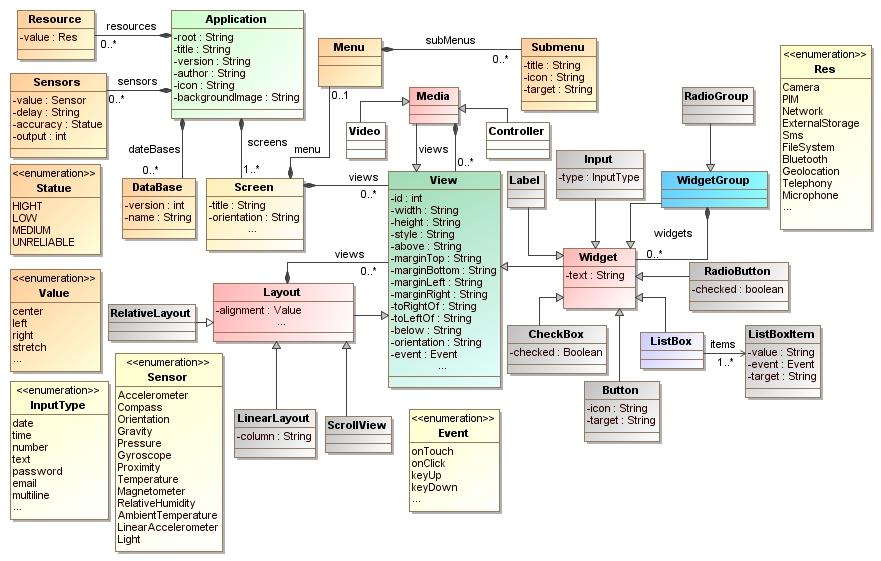 Resource
-value : Res
resources
0..*
Application
-root : String
-title : String
-version : String
-author : String
-icon : String
-backgroundImage : String
Menu
subMenus
0..*
Submenu
-title : String
-icon : String
-target : String
<<enumeration>>
Res
Camera
PIM
Network
ExternalStorage
Sms
FileSystem
Bluetooth
Geolocation
Telephony
Microphone
...
Sensors
-value : Sensor
-delay : String
-accuracy : Statue
-output : int
sensors
0..*
0..1
Media
Video
Controller
RadioGroup
dateBases
0..*
screens
1..*
menu
views
0..*
<<enumeration>>
Statue
HIGHT
LOW
MEDIUM
UNRELIABLE
DataBase
-version : int
-name : String
Screen
-title : String
-orientation : String
...
views
0..*
View
-id : int
-width : String
-height : String
-style : String
-above : String
-marginTop : String
-marginBottom : String
-marginLeft : String
-marginRight : String
-toRightOf : String
-toLeftOf : String
-below : String
-orientation : String
-event : Event
...
Label
Input
-type : InputType
WidgetGroup
widgets
0..*
Widget
-text : String
RadioButton
-checked : boolean
views
0..*
<<enumeration>>
Value
center
left
right
stretch
...
RelativeLayout
Layout
-alignment : Value
...
CheckBox
-checked : Boolean
ListBox
items
1..*
ListBoxItem
-value : String
-event : Event
-target : String
<<enumeration>>
InputType
date
time
number
text
password
email
multiline
...
<<enumeration>>
Sensor
Accelerometer
Compass
Orientation
Gravity
Pressure
Gyroscope
Proximity
Temperature
Magnetometer
RelativeHumidity
AmbientTemperature
LinearAccelerometer
Light
LinearLayout
-column : String
ScrollView
<<enumeration>>
Event
onTouch
onClick
keyUp
keyDown
...
Button
-icon : String
-target : String